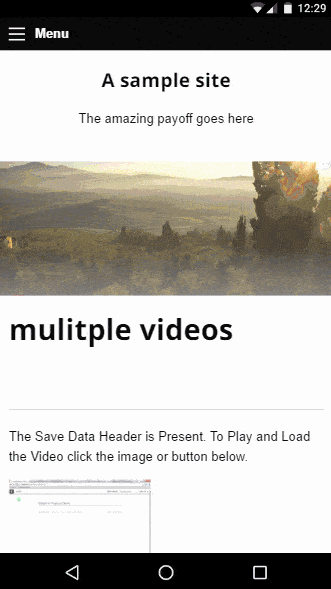 12:29
Menu
A sample site
The amazing payoff goes here
mulitple videos
The Save Data Header is Present. To Play and Load
the Video click the image or button below.